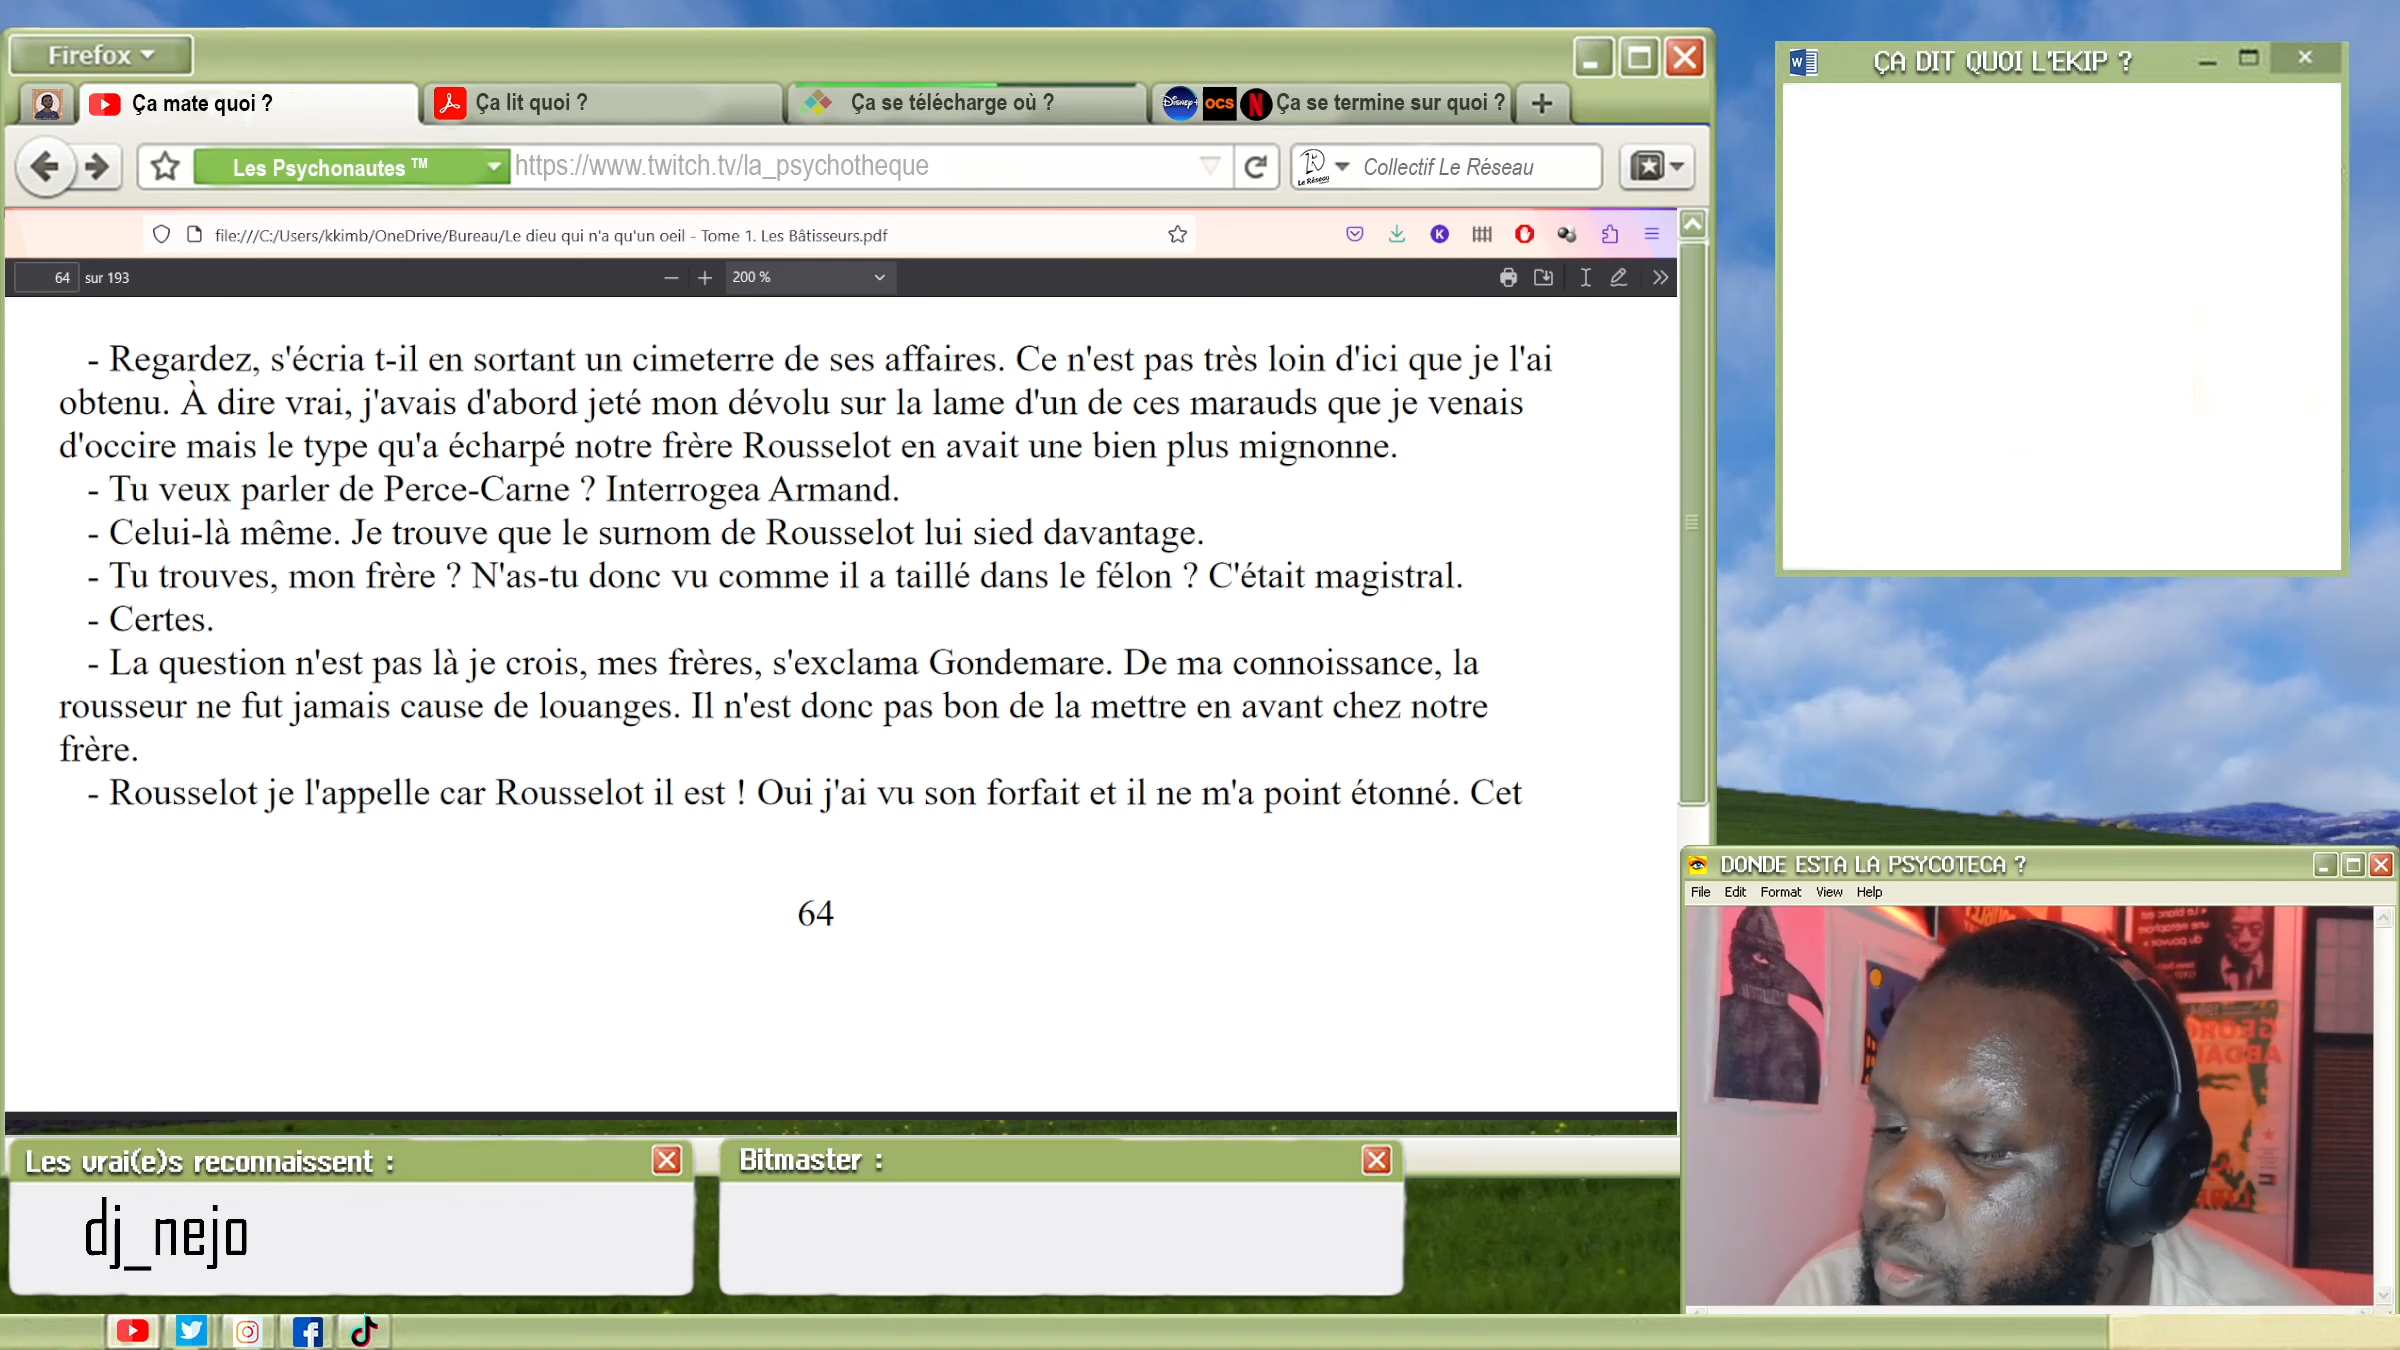 Firefox
Ça mate quoi ?
Ça lit quoi ?
Ça se télécharge où ?
Disney+ OCS N Ça se termine sur quoi ?
Les Psychonautes ™
https://www.twitch.tv/la_psychotheque
Le Réseau
Collectif Le Réseau
file:///C:/Users/kkimb/OneDrive/Bureau/Le dieu qui n'a qu'un oeil - Tome 1. Les Bâtisseurs.pdf
64 sur 193
200 %
- Regardez, s'écria t-il en sortant un cimeterre de ses affaires. Ce n'est pas très loin d'ici que je l'ai
obtenu. À dire vrai, j'avais d'abord jeté mon dévolu sur la lame d'un de ces marauds que je venais
d'occire mais le type qu'a écharpé notre frère Rousselot en avait une bien plus mignonne.
- Tu veux parler de Perce-Carne ? Interrogea Armand.
- Celui-là même. Je trouve que le surnom de Rousselot lui sied davantage.
- Tu trouves, mon frère ? N'as-tu donc vu comme il a taillé dans le félon ? C'était magistral.
- Certes.
- La question n'est pas là je crois, mes frères, s'exclama Gondemare. De ma connoissance, la
rousseur ne fut jamais cause de louanges. Il n'est donc pas bon de la mettre en avant chez notre
frère.
- Rousselot je l'appelle car Rousselot il est ! Oui j'ai vu son forfait et il ne m'a point étonné. Cet
64
ÇA DIT QUOI L'EKIP ?
DONDE ESTA LA PSYCOTECA ?
File Edit Format View Help
Les vrai(e)s reconnaissent :
dj_nejo
Bitmaster :